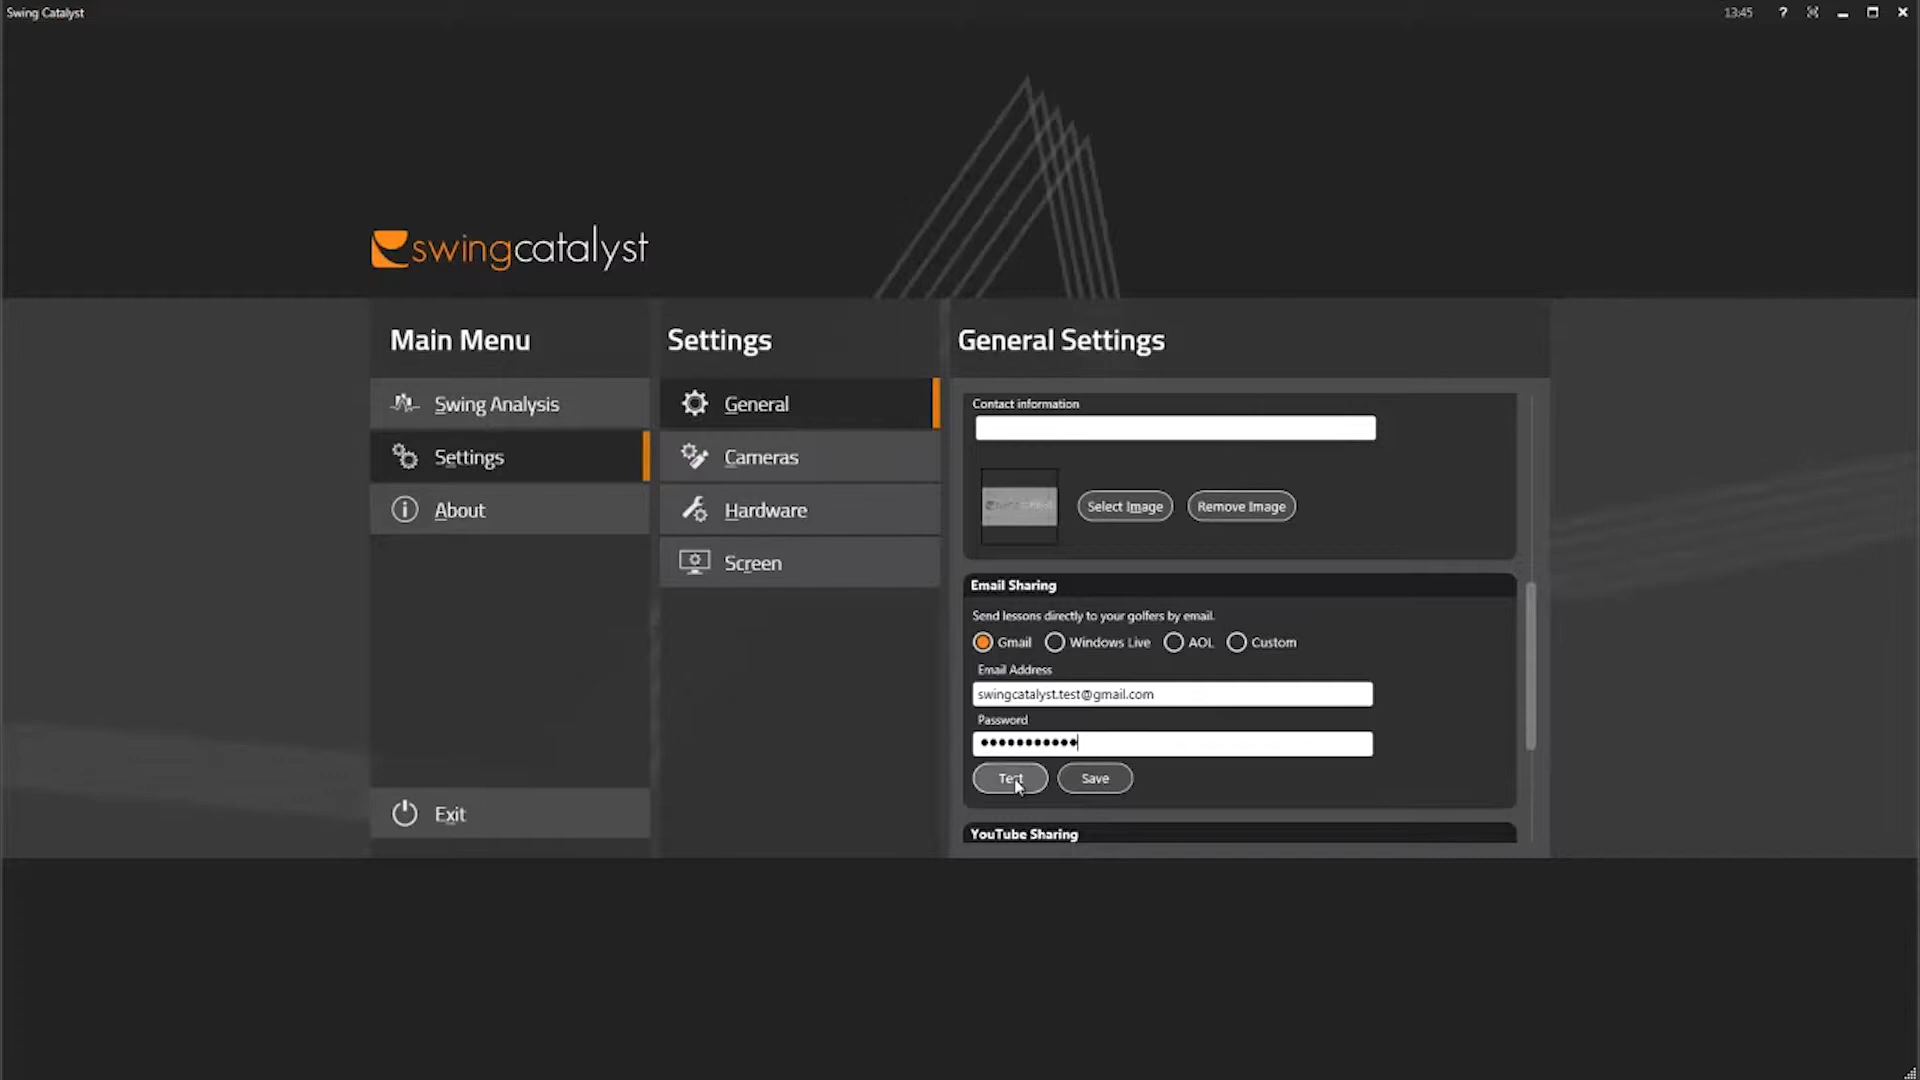 Swing Catalyst
13:45
swingcatalyst
Main Menu
Settings
General Settings
Swing Analysis
Settings
About
Exit
General
Cameras
Hardware
Screen
Contact information
Select Image
Remove Image
Email Sharing
Send lessons directly to your golfers by email.
Gmail
Windows Live
AOL
Custom
Email Address
swingcatalyst.test@gmail.com
Password
Test
Save
YouTube Sharing